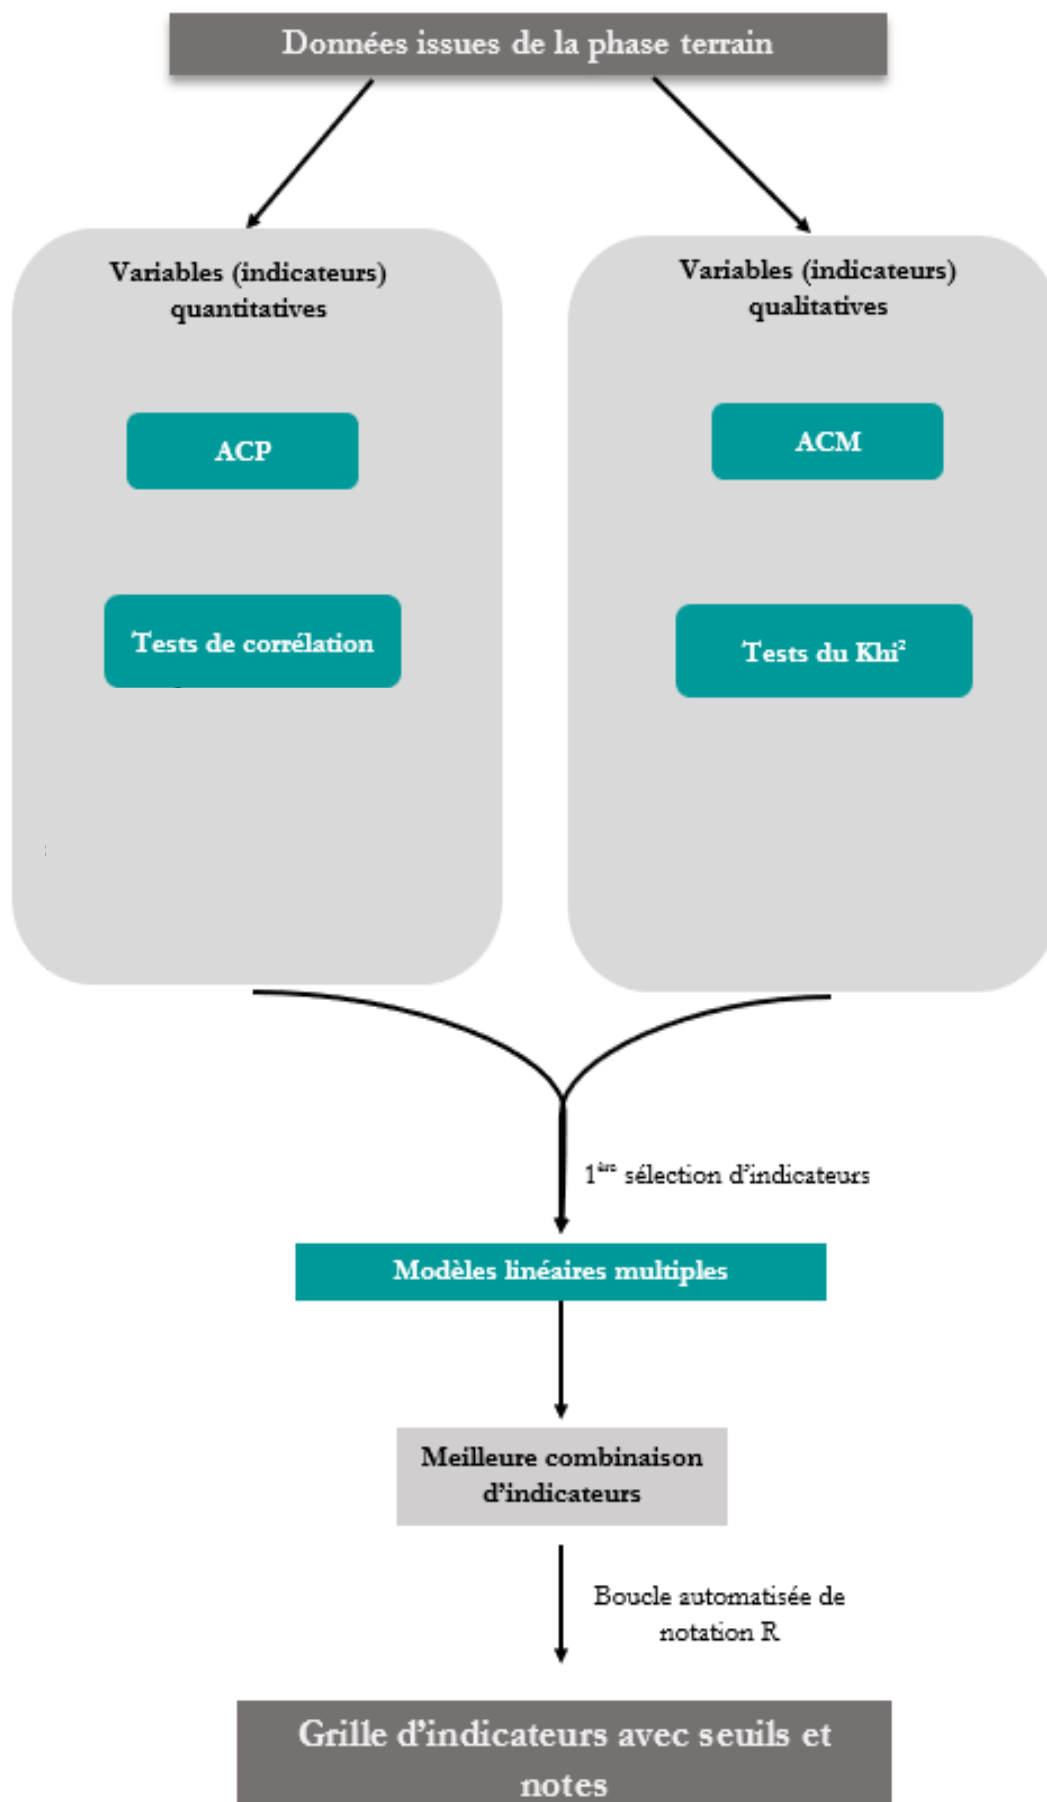 Données issues de la phase terrain
Variables (indicateurs)
quantitatives
ACP
Tests de corrélation
Variables (indicateurs)
qualitatives
ACM
Tests du Khi²
1ère sélection d'indicateurs
Modèles linéaires multiples
Meilleure combinaison
d'indicateurs
Boucle automatisée de
notation R
Grille d'indicateurs avec seuils et
notes